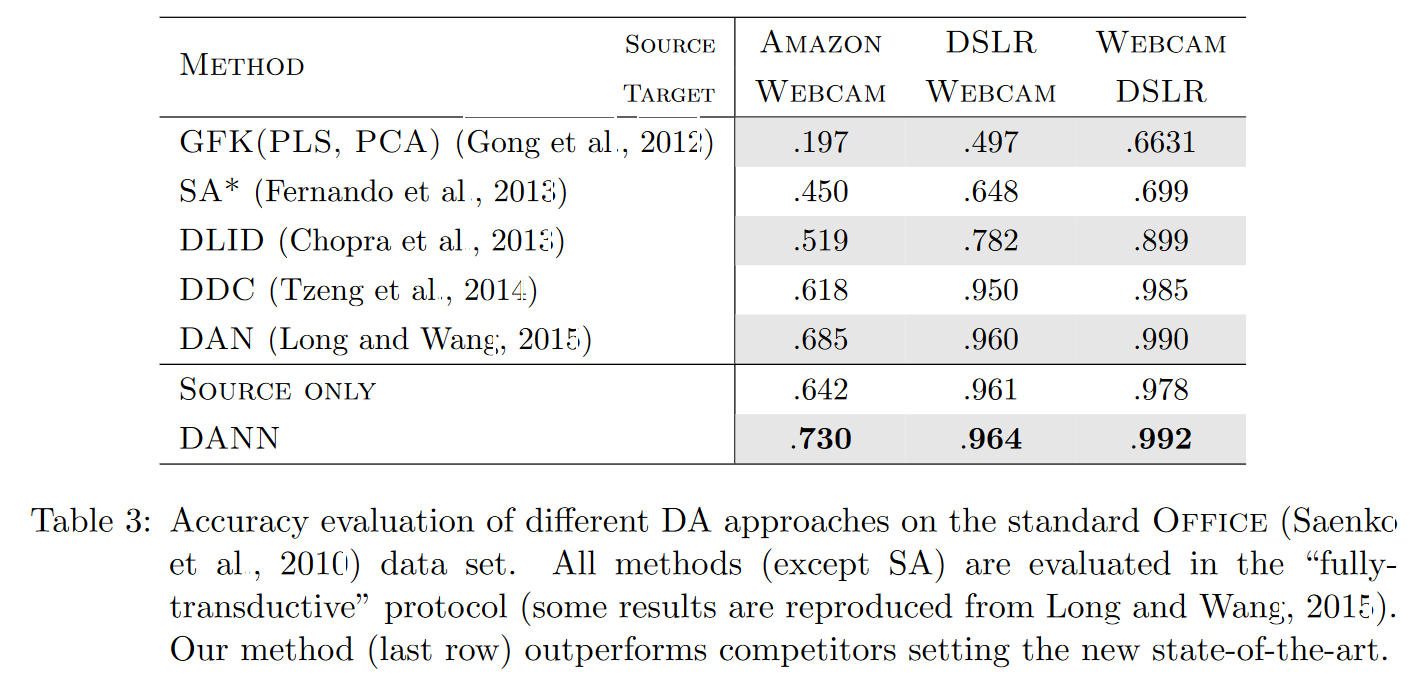 METHOD SOURCE AMAZON DSLR WEBCAM
TARGET WEBCAM WEBCAM DSLR
GFK(PLS, PCA) (Gong et al., 2012) .197 .497 .6631
SA* (Fernando et al., 2013) .450 .648 .699
DLID (Chopra et al., 2013) .519 .782 .899
DDC (Tzeng et al., 2014) .618 .950 .985
DAN (Long and Wang, 2015) .685 .960 .990
SOURCE ONLY .642 .961 .978
DANN .730 .964 .992
Table 3: Accuracy evaluation of different DA approaches on the standard OFFICE (Saenko
et al., 2010) data set. All methods (except SA) are evaluated in the “fully-
transductive” protocol (some results are reproduced from Long and Wang, 2015).
Our method (last row) outperforms competitors setting the new state-of-the-art.